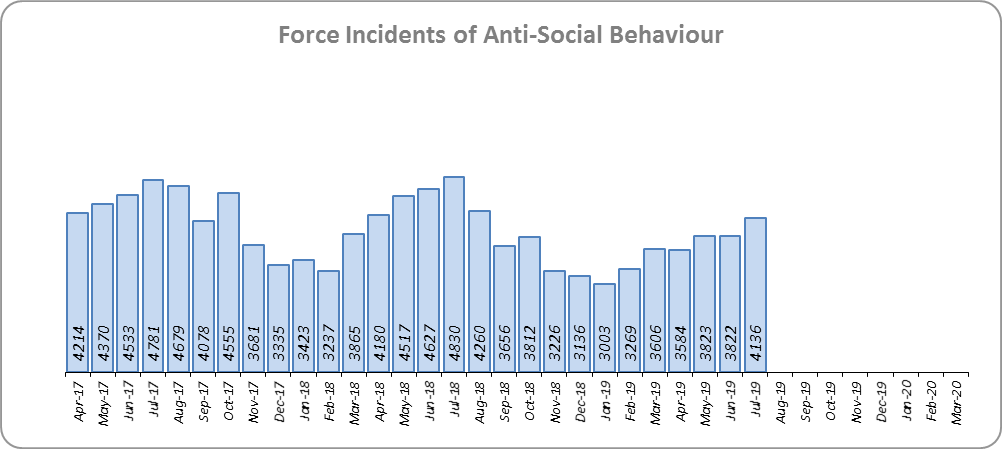 Force Incidents of Anti-Social Behaviour
4214
4370
4533
4781
4679
4078
4555
3681
3335
3423
3237
3865
4180
4517
4627
4830
4260
3656
3812
3226
3136
3003
3269
3606
3584
3823
3822
4136
Apr-17
May-17
Jun-17
Jul-17
Aug-17
Sep-17
Oct-17
Nov-17
Dec-17
Jan-18
Feb-18
Mar-18
Apr-18
May-18
Jun-18
Jul-18
Aug-18
Sep-18
Oct-18
Nov-18
Dec-18
Jan-19
Feb-19
Mar-19
Apr-19
May-19
Jun-19
Jul-19
Aug-19
Sep-19
Oct-19
Nov-19
Dec-19
Jan-20
Feb-20
Mar-20